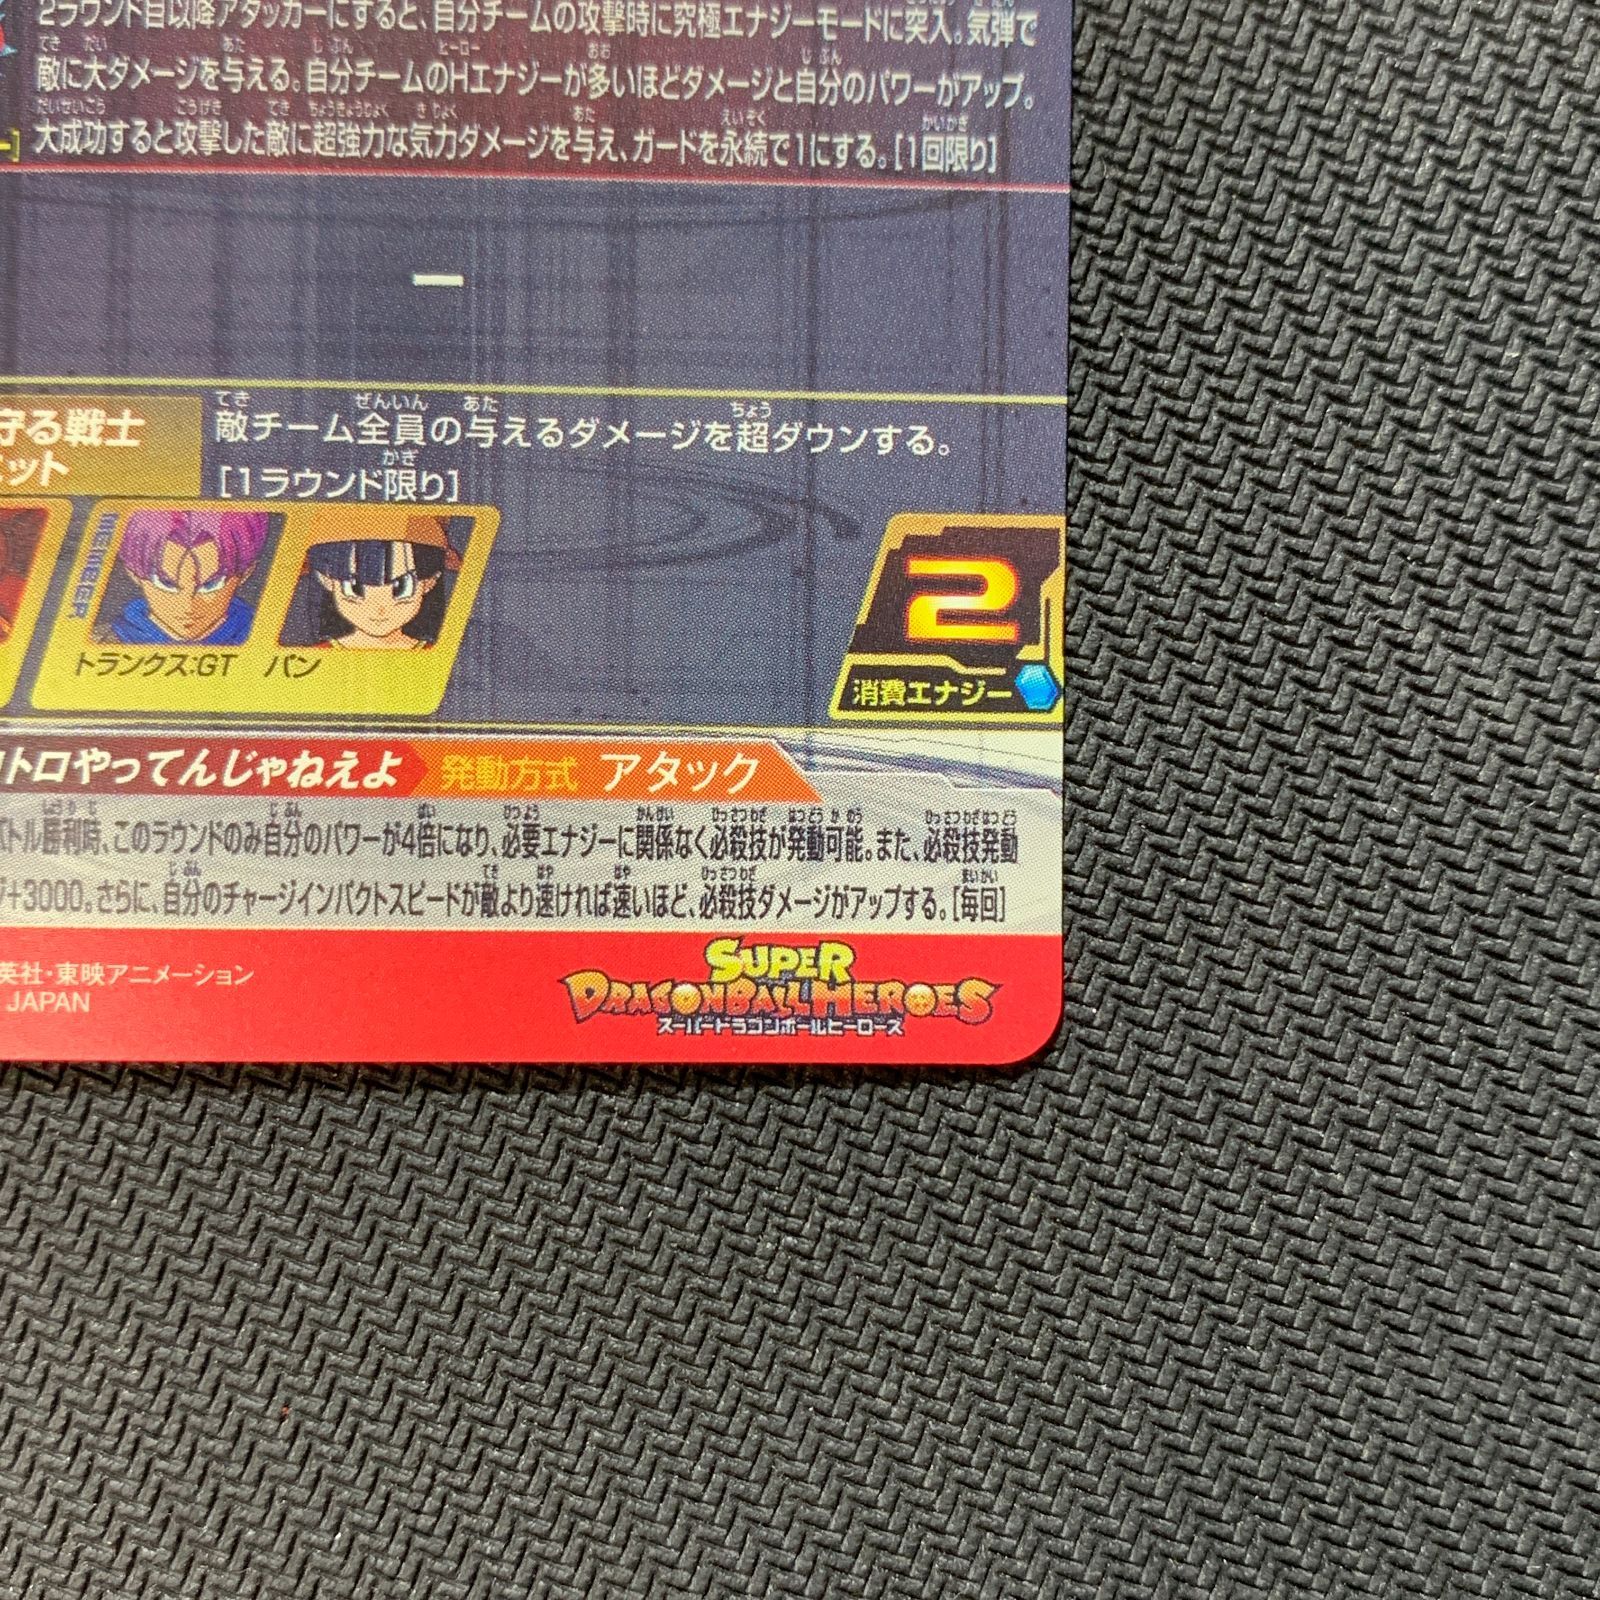 2ラウンド目以降アタッカーにすると、自分チームの攻撃時に究極エナジーモードに突入。気弾で
敵に大ダメージを与える。自分チームのHエナジーが多いほどダメージと自分のパワーがアップ。
大成功すると攻撃した敵に超強力な気力ダメージを与え、ガードを永続で1にする。[1回限り]
ー
守る戦士
敵チーム全員の与えるダメージを超ダウンする。
[1ラウンド限り]
MEMBER
トランクス:GT パン
2
消費エナジー
トロやってんじゃねえよ 発動方式 アタック
トル勝利時、このラウンドのみ自分のパワーが4倍になり、必要エナジーに関係なく必殺技が発動可能。また、必殺技発動
+3000。さらに、自分のチャージインパクトスピードが敵より速ければ速いほど、必殺技ダメージがアップする。[毎回]
英社・東映アニメーション
JAPAN
SUPER
DRAGONBALL HEROES
スーパードラゴンボールヒーローズ